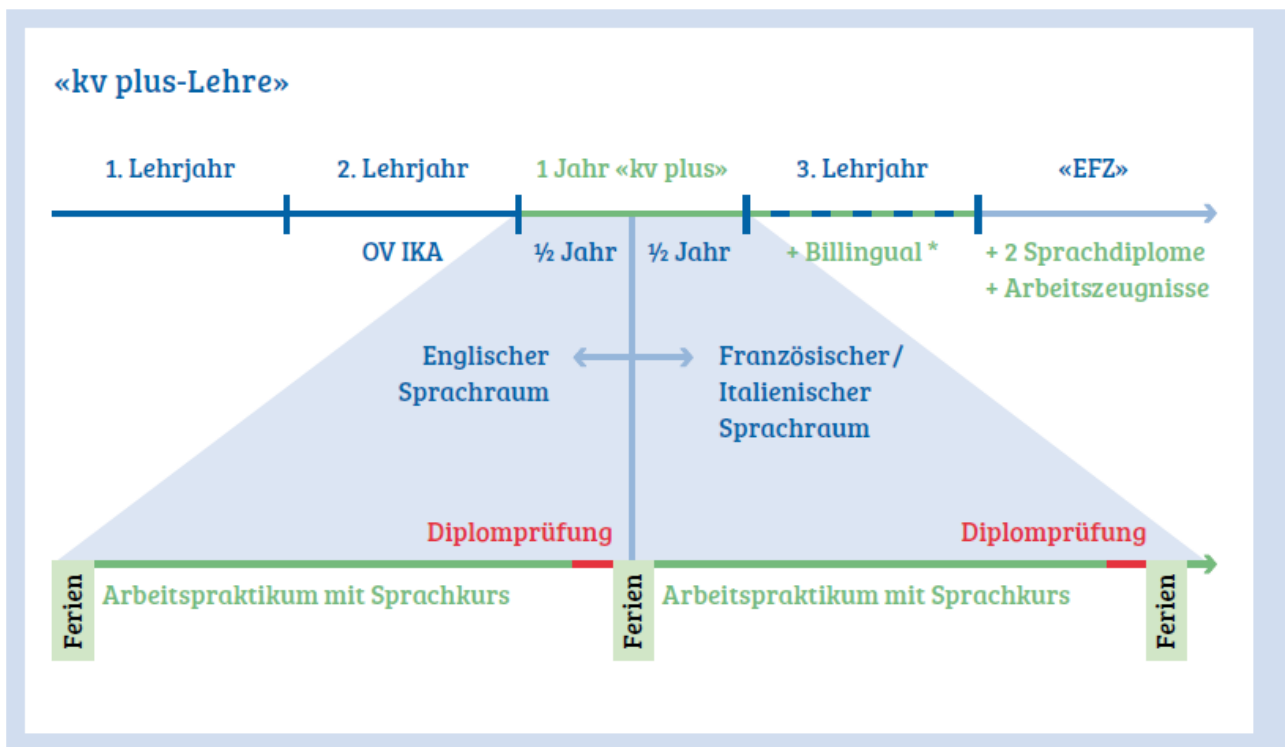 «kv plus-Lehre»
1. Lehrjahr
2. Lehrjahr
1 Jahr «kv plus»
3. Lehrjahr
«EFZ»
OV IKA
½ Jahr
½ Jahr
+ Billingual *
+ 2 Sprachdiplome
+ Arbeitszeugnisse
Englischer
Sprachraum
Französischer/
Italienischer
Sprachraum
Diplomprüfung
Diplomprüfung
Ferien
Arbeitspraktikum mit Sprachkurs
Ferien
Arbeitspraktikum mit Sprachkurs
Ferien